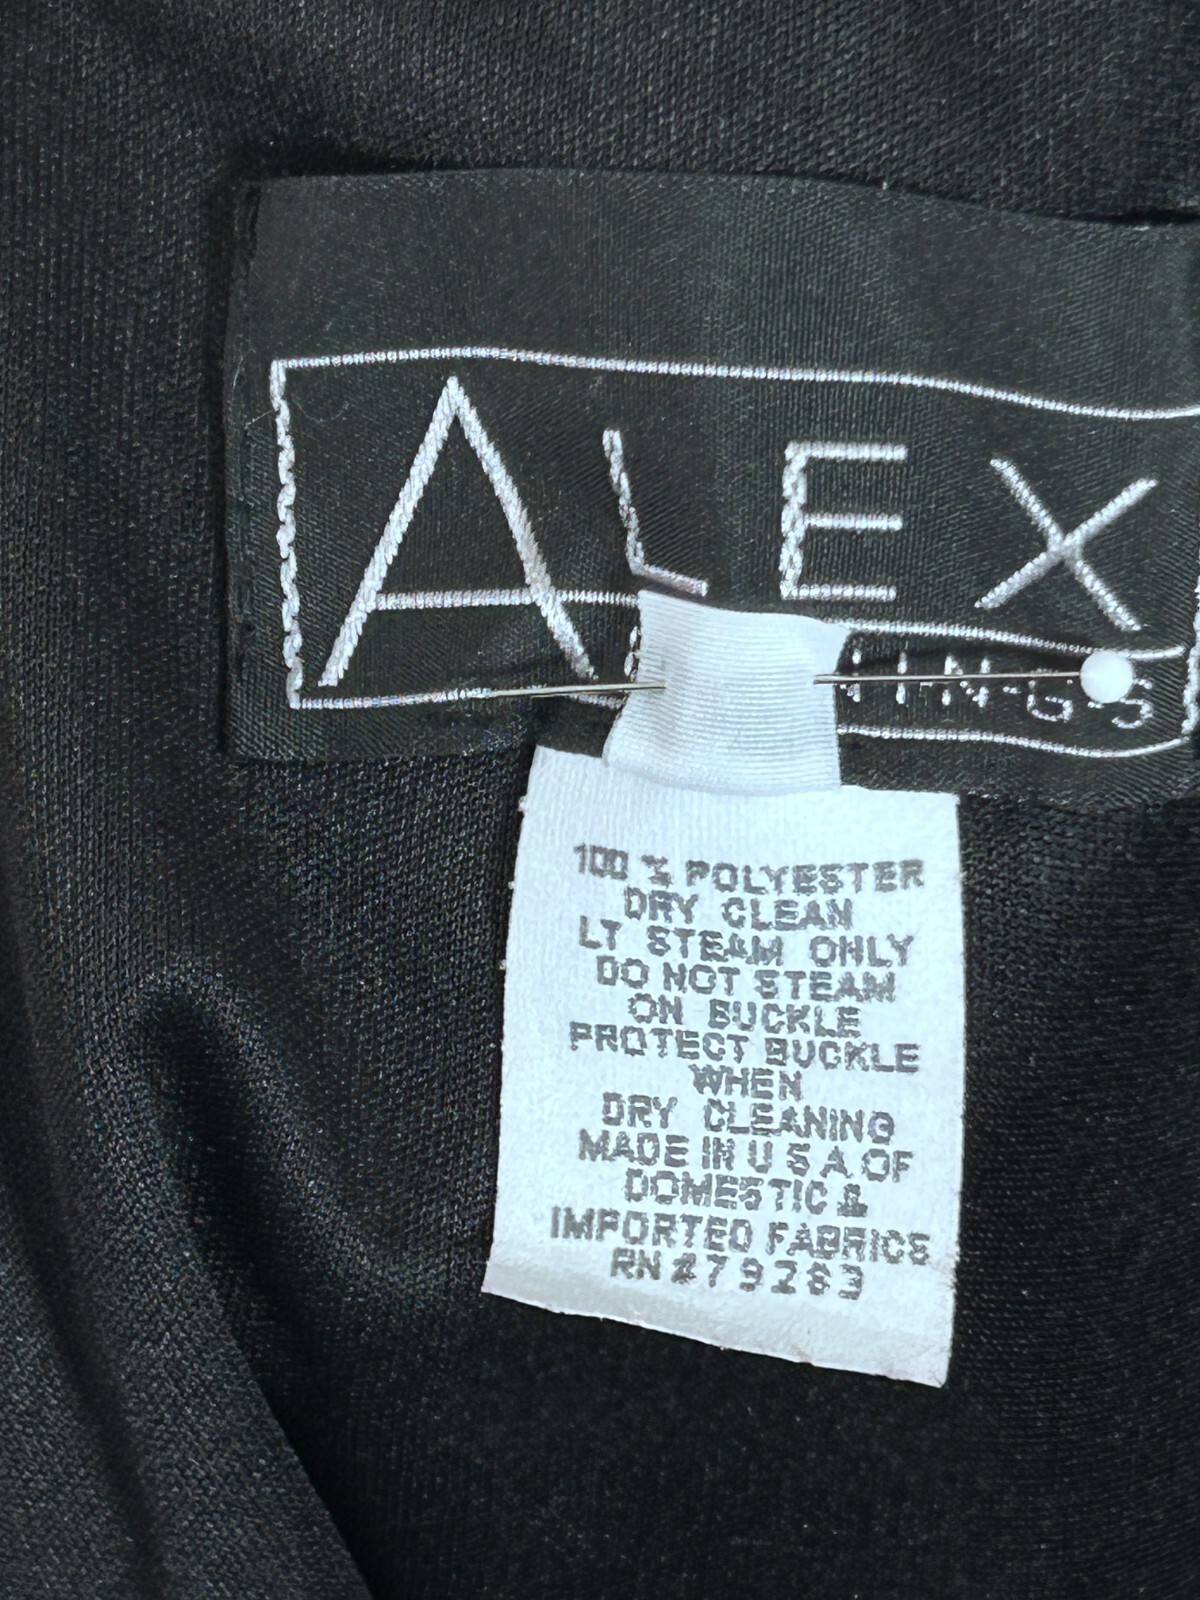 ALEX
100 % POLYESTER
DRY CLEAN
LT STEAM ONLY
DO NOT STEAM
ON BUCKLE
PROTECT BUCKLE
WHEN
DRY CLEANING
MADE IN U S A OF
DOMESTIC &
IMPORTED FABRICS
RN # 79263